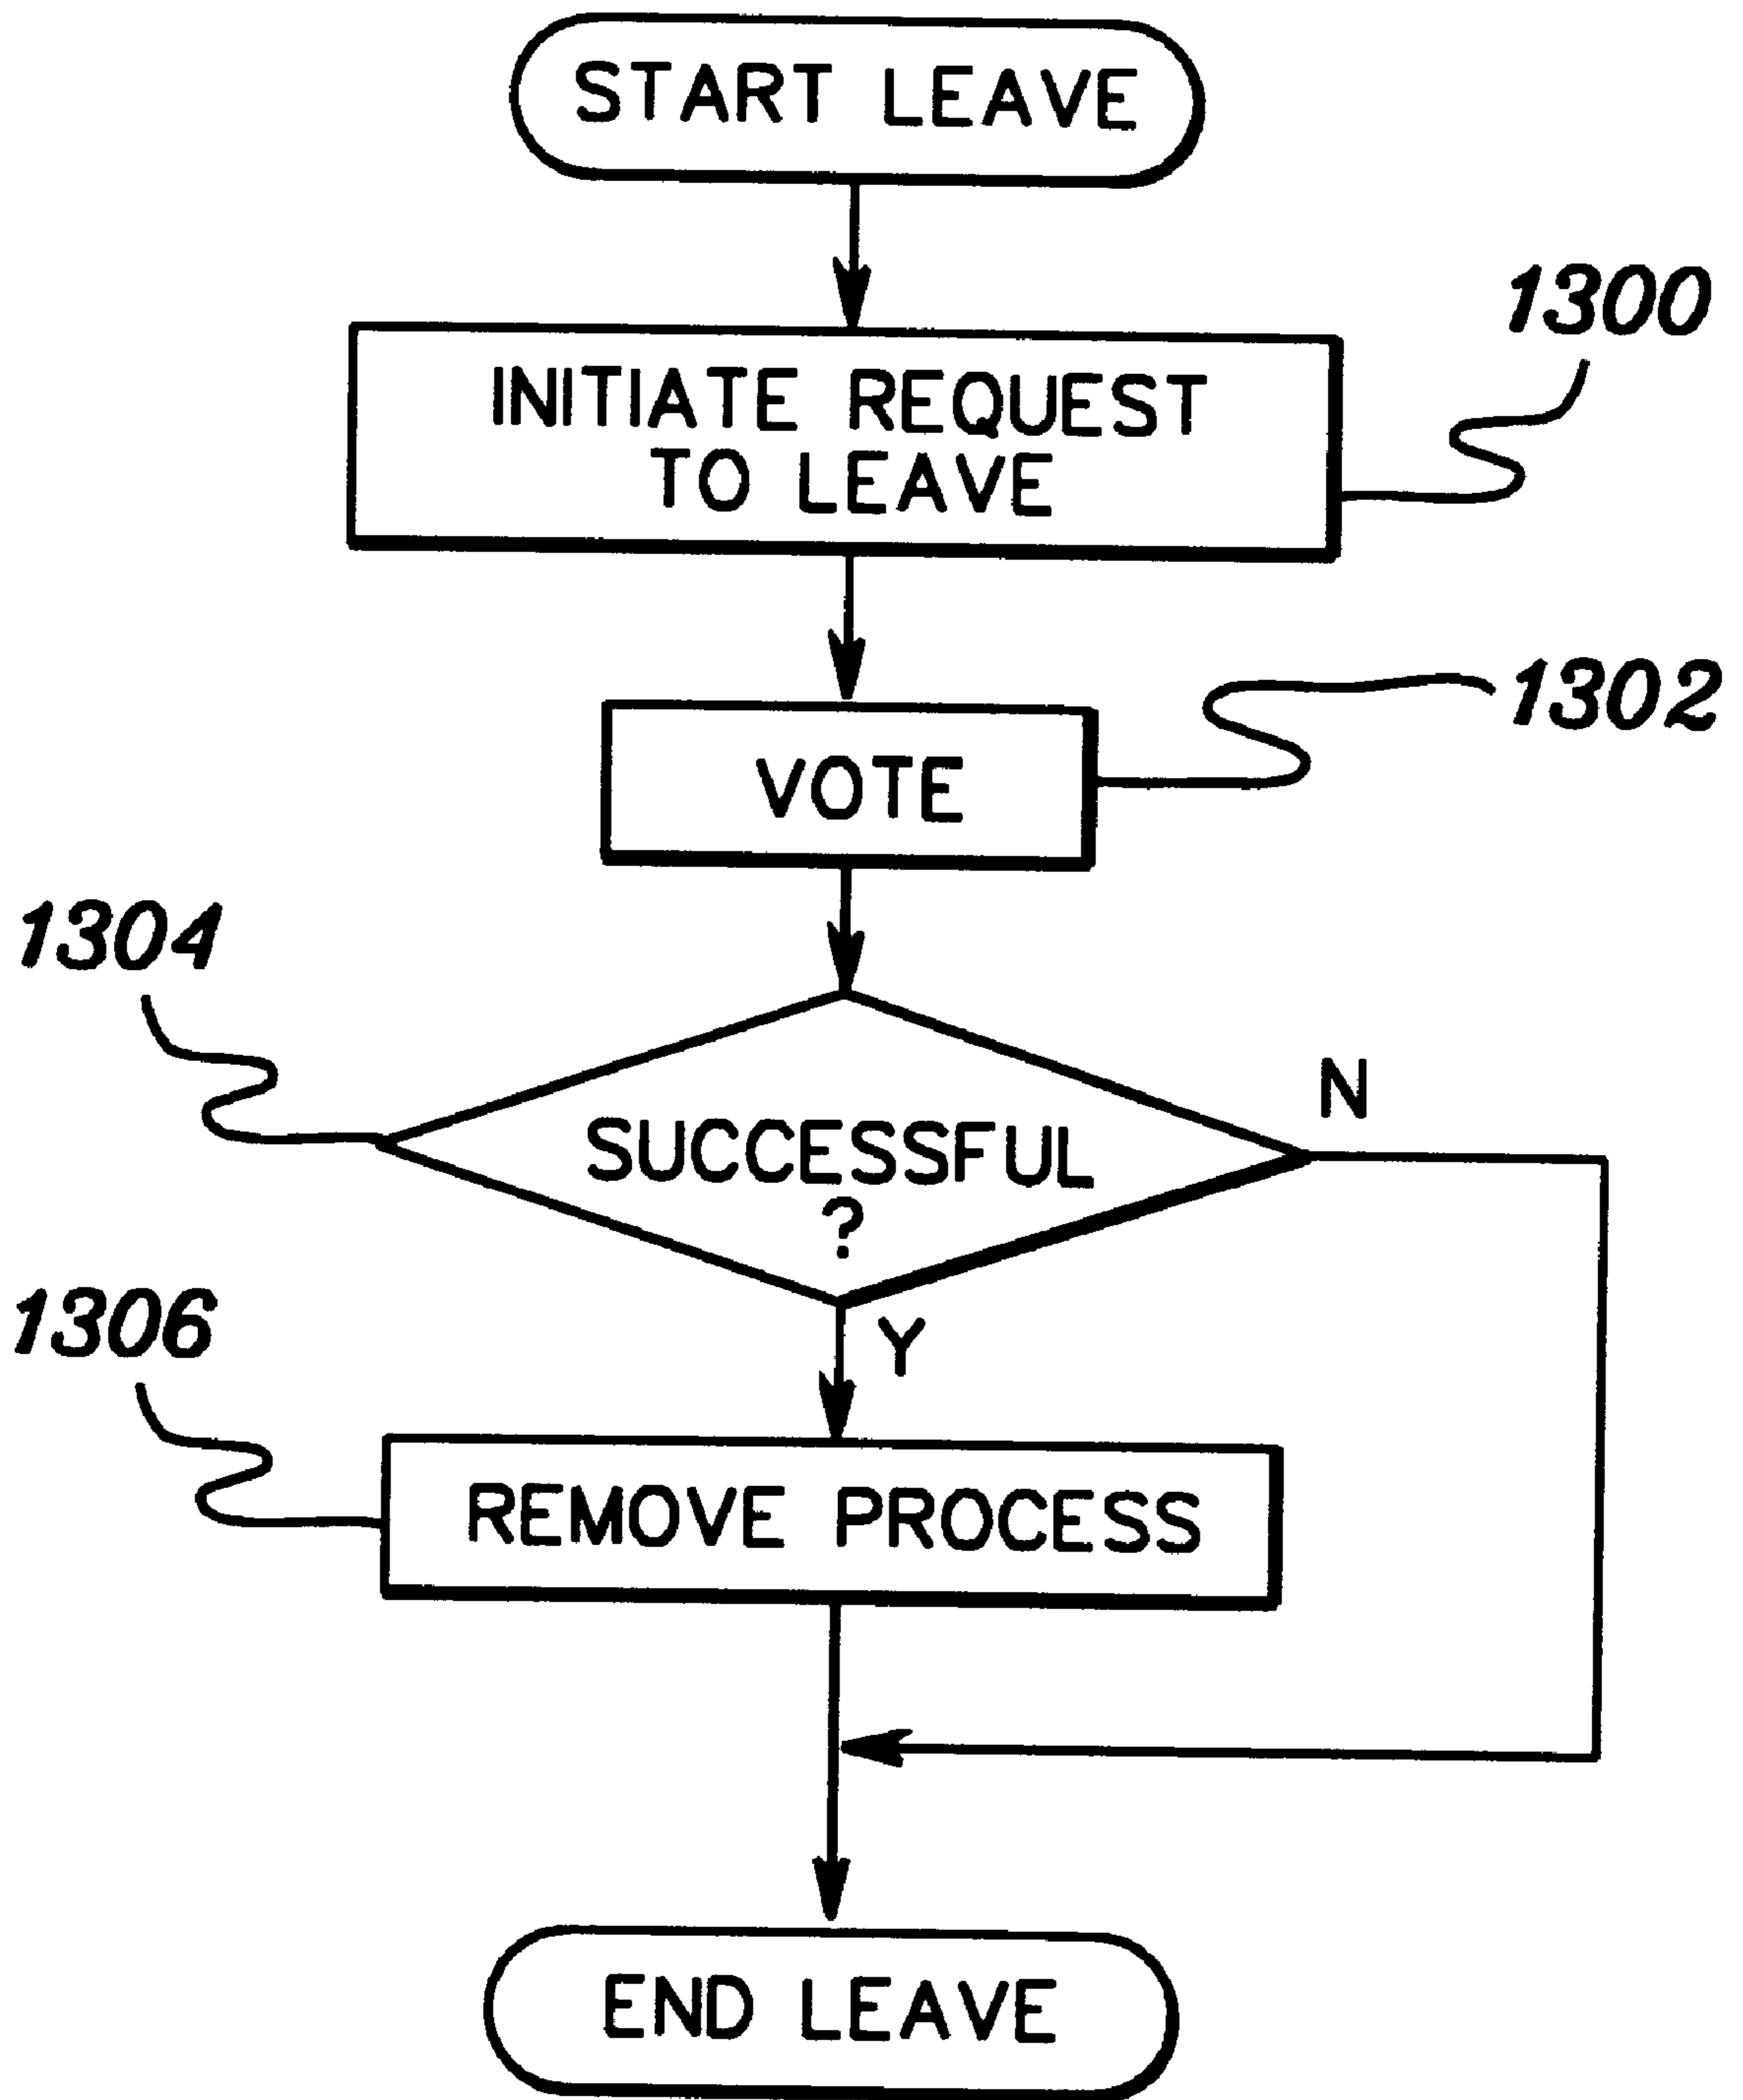 START LEAVE
INITIATE REQUEST
TO LEAVE
1300
VOTE
1302
1304
SUCCESSFUL
?
N
Y
1306
REMOVE PROCESS
END LEAVE